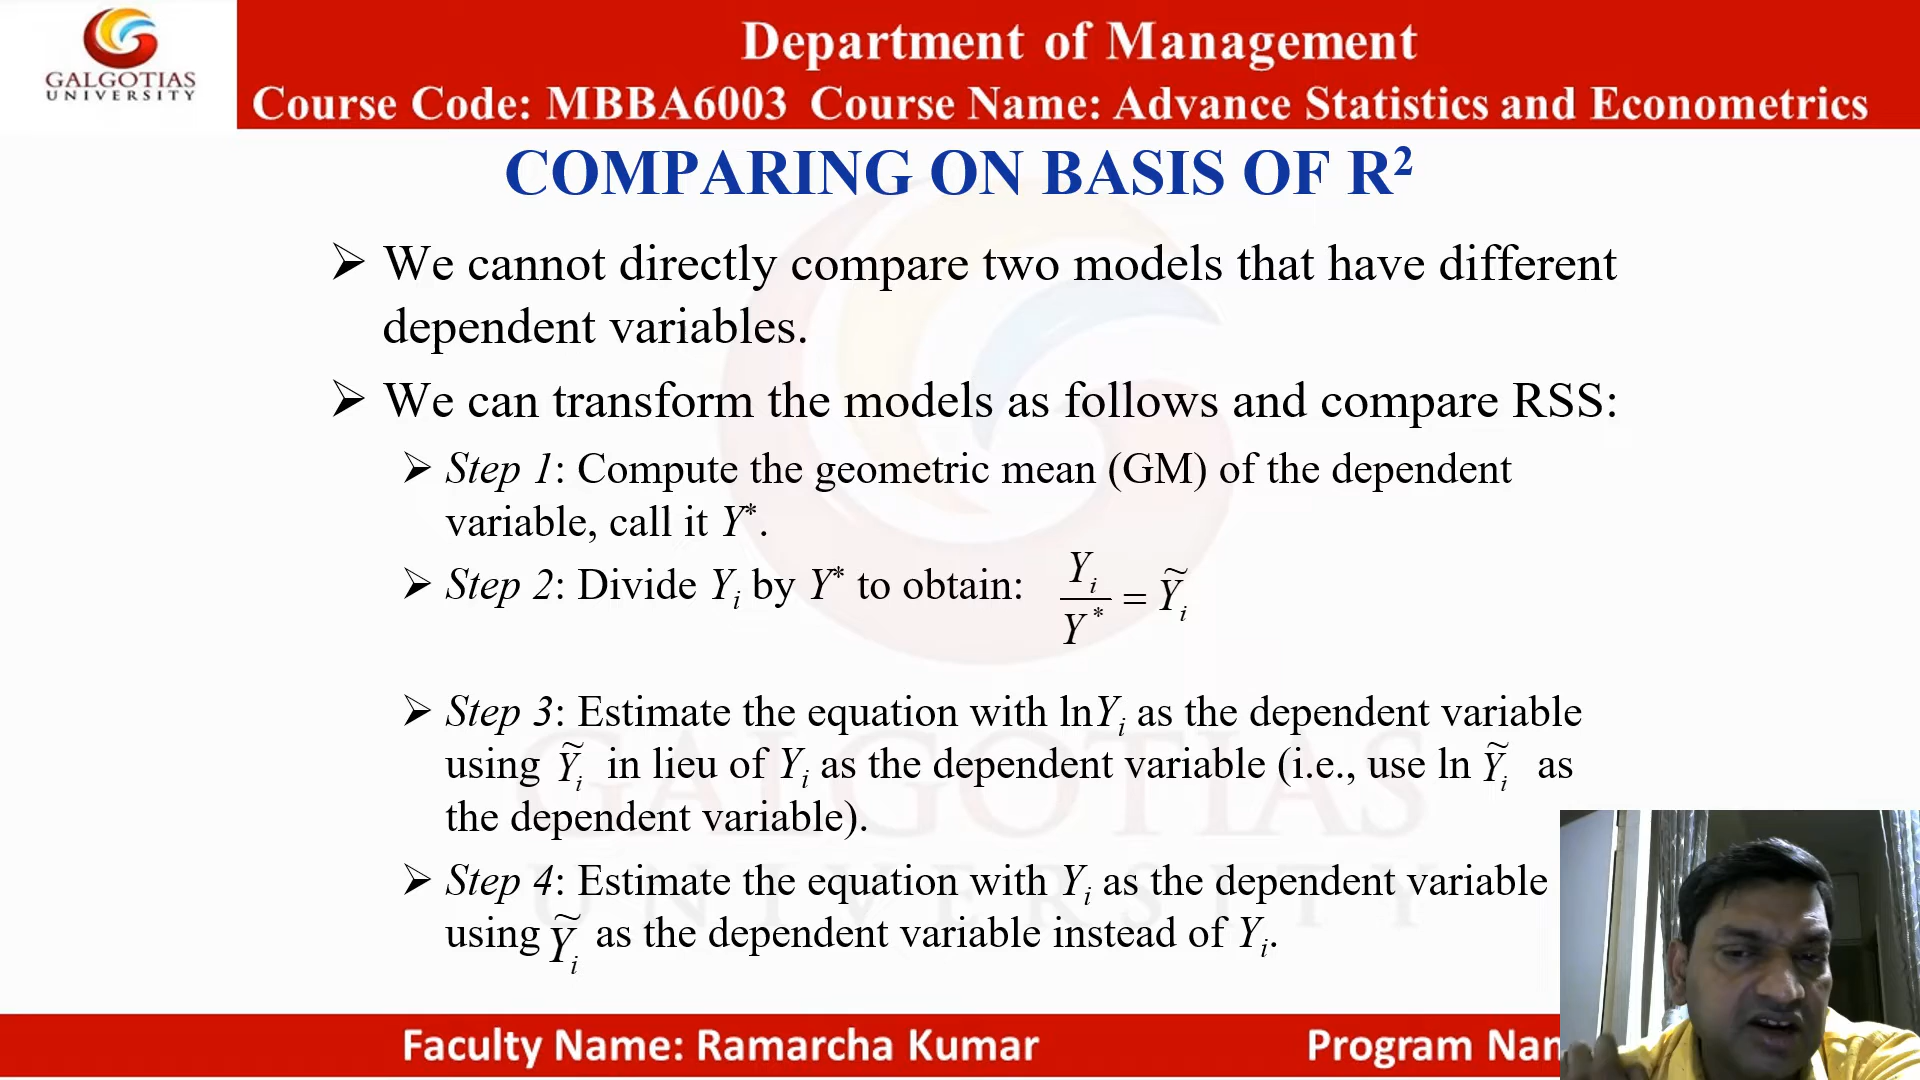 GALGOTIAS
UNIVERSITY
Department of Management
Course Code: MBBA6003 Course Name: Advance Statistics and Econometrics
COMPARING ON BASIS OF R²
➢ We cannot directly compare two models that have different
dependent variables.
➢ We can transform the models as follows and compare RSS:
➢ Step 1: Compute the geometric mean (GM) of the dependent
variable, call it Y*.
➢ Step 2: Divide Yᵢ by Y* to obtain: Yᵢ / Y* = Ỹᵢ
➢ Step 3: Estimate the equation with lnYᵢ as the dependent variable
using Ỹᵢ in lieu of Yᵢ as the dependent variable (i.e., use ln Ỹᵢ as
the dependent variable).
➢ Step 4: Estimate the equation with Yᵢ as the dependent variable
using Ỹᵢ as the dependent variable instead of Yᵢ.
GALGOTIAS
UNIVERSITY
Faculty Name: Ramarcha Kumar
Program